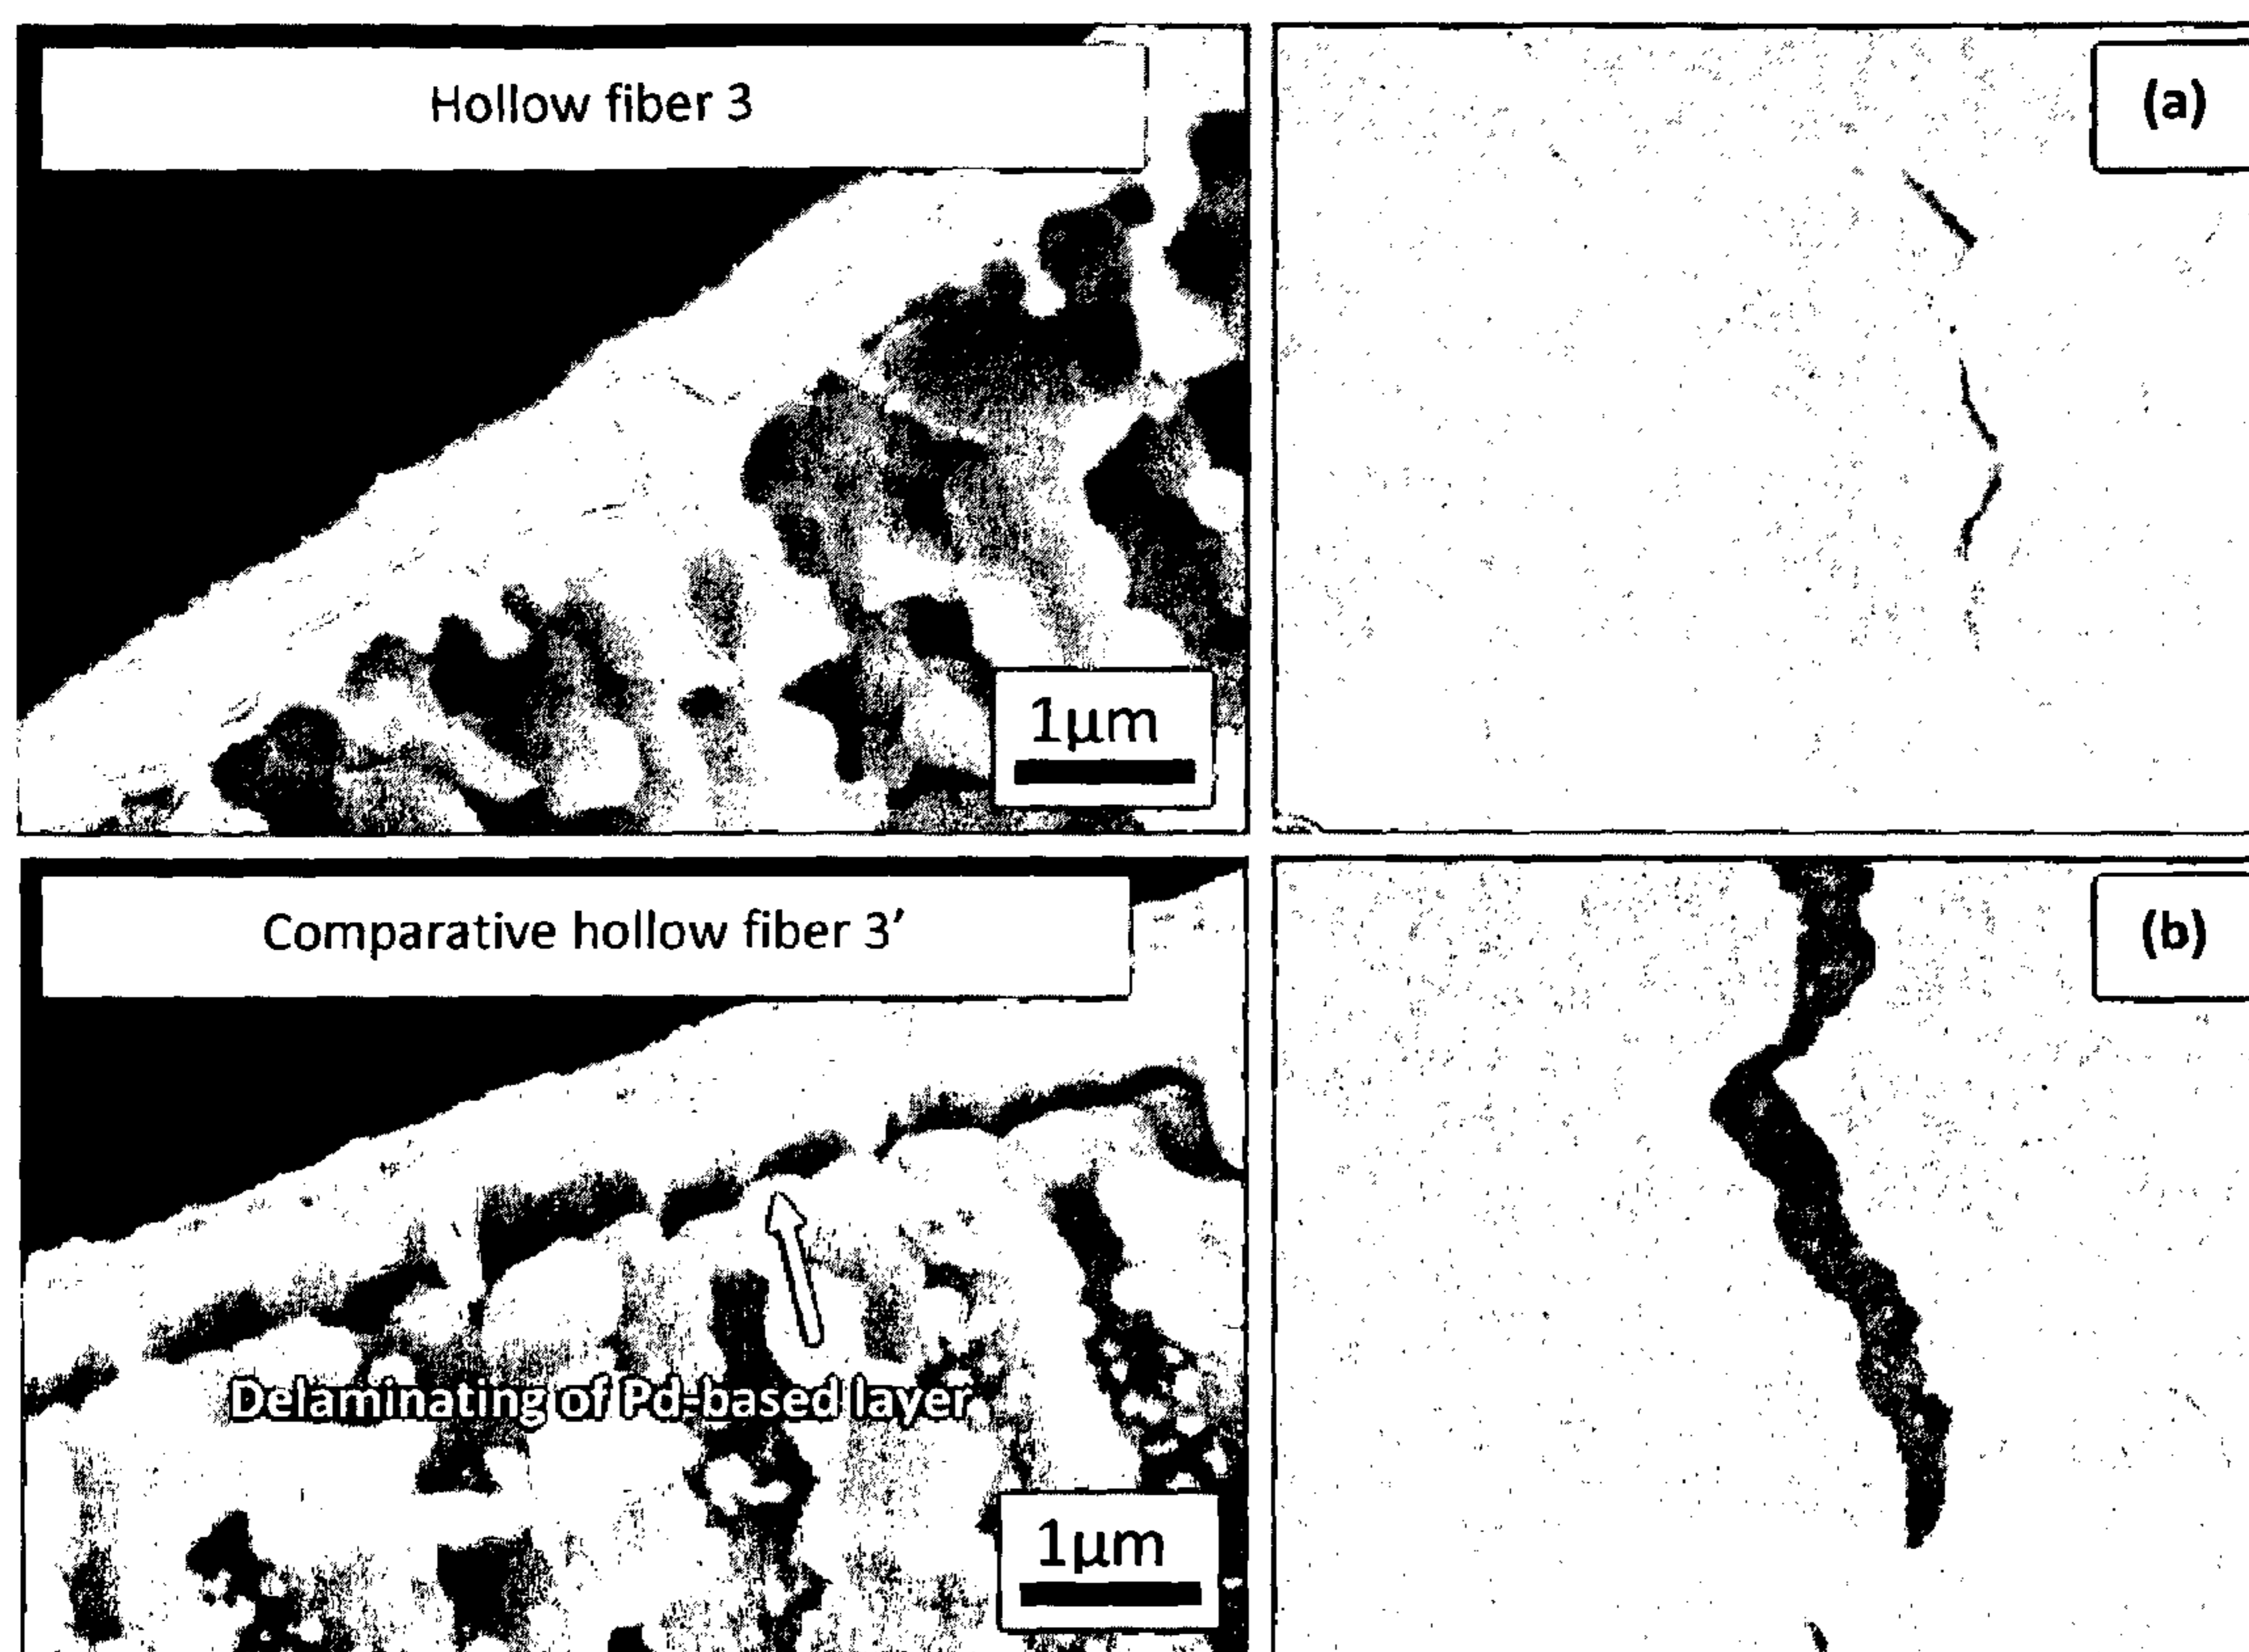 Hollow fiber 3
(a)
1μm
Comparative hollow fiber 3′
(b)
Delaminating of Pd-based layer
1μm